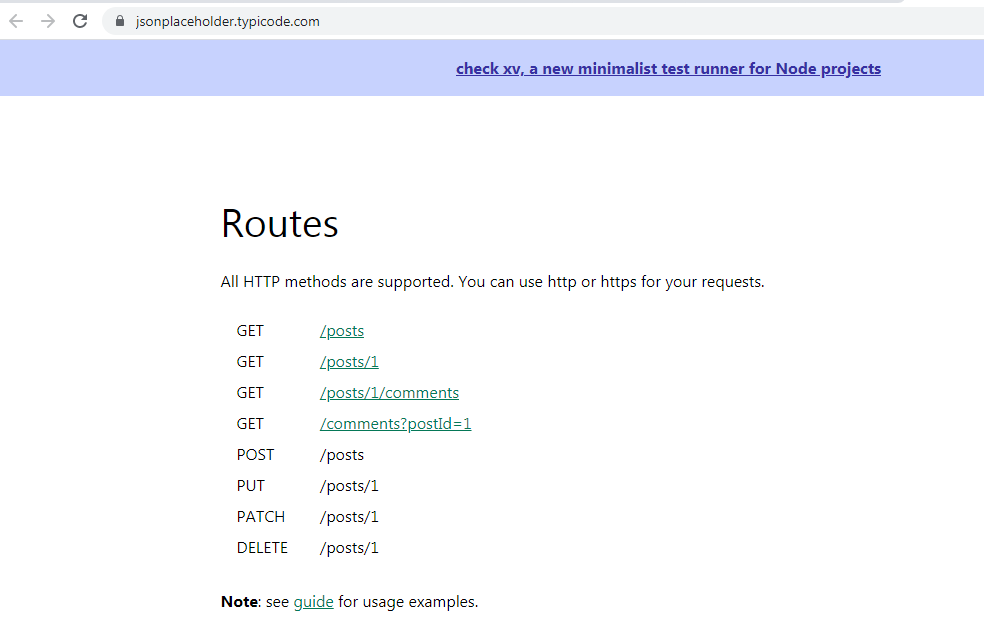 jsonplaceholder.typicode.com
check xv, a new minimalist test runner for Node projects
Routes
All HTTP methods are supported. You can use http or https for your requests.
GET /posts
GET /posts/1
GET /posts/1/comments
GET /comments?postId=1
POST /posts
PUT /posts/1
PATCH /posts/1
DELETE /posts/1
Note: see guide for usage examples.